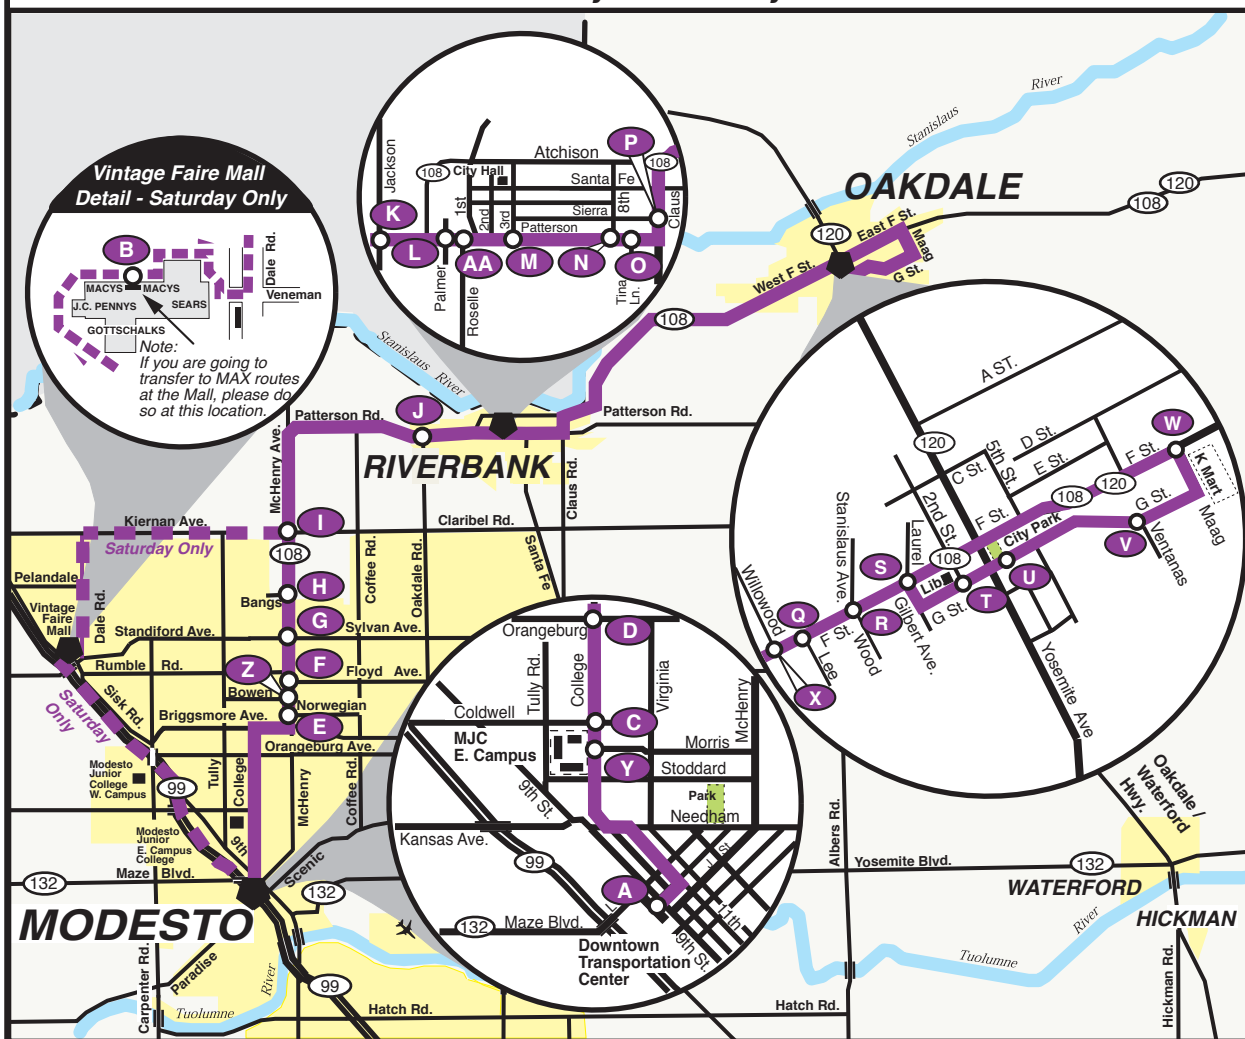 Vintage Faire Mall
Detail - Saturday Only
B
Dale Rd.
Veneman
MACYS
MACYS
SEARS
J.C. PENNYS
GOTTSCHALKS
Note:
If you are going to
transfer to MAX routes
at the Mall, please do
so at this location.
P
Atchison
108
108
City Hall
Jackson
Santa Fe
1st
2nd
3rd
Sierra
8th
Claus
K
Patterson
L
AA
M
N
O
Palmer
Roselle
Tina
Ln.
Stanislaus
River
OAKDALE
120
108
120
East F St.
Maag
West F St.
G St.
108
Stanislaus
River
J
Patterson Rd.
Patterson Rd.
McHenry Ave.
RIVERBANK
Claus Rd.
Kiernan Ave.
I
Claribel Rd.
Saturday Only
108
Coffee Rd.
Oakdale Rd.
Santa Fe
Pelandale
H
Bangs
Vintage
Faire
Mall
Dale Rd.
G
Standiford Ave.
Sylvan Ave.
Z
F
Rumble Rd.
Floyd Ave.
Bowen
Saturday
Only
Sisk Rd.
Norwegian
Briggsmore Ave.
E
Orangeburg Ave.
Modesto
Junior
College
W. Campus
99
Tully
College
McHenry
Coffee Rd.
Modesto
Junior
E. Campus
College
9th
Maze Blvd.
Scenic
132
132
MODESTO
Carpenter Rd.
Paradise
River
99
Tuolumne
Hatch Rd.
Hatch Rd.
Orangeburg
D
Tully Rd.
College
Virginia
McHenry
Coldwell
C
MJC
E. Campus
Morris
Y
Stoddard
9th St.
Park
Needham
Kansas Ave.
99
I St.
A
L
132
Maze Blvd.
11th
9th St.
Downtown
Transportation
Center
A ST.
120
W
D St.
5th St.
E St.
F St.
C St.
K Mart
120
108
2nd St.
G St.
Stanislaus Ave.
F St.
City Park
Maag
Laurel
V
Ventanas
108
S
Lib
U
Willowood
T
Q
G St.
R
F St.
Gilbert Ave.
Lee
Wood
Yosemite Ave
X
Albers Rd.
Oakdale /
Waterford
Hwy.
Yosemite Blvd.
132
WATERFORD
HICKMAN
River
Tuolumne
Hickman Rd.